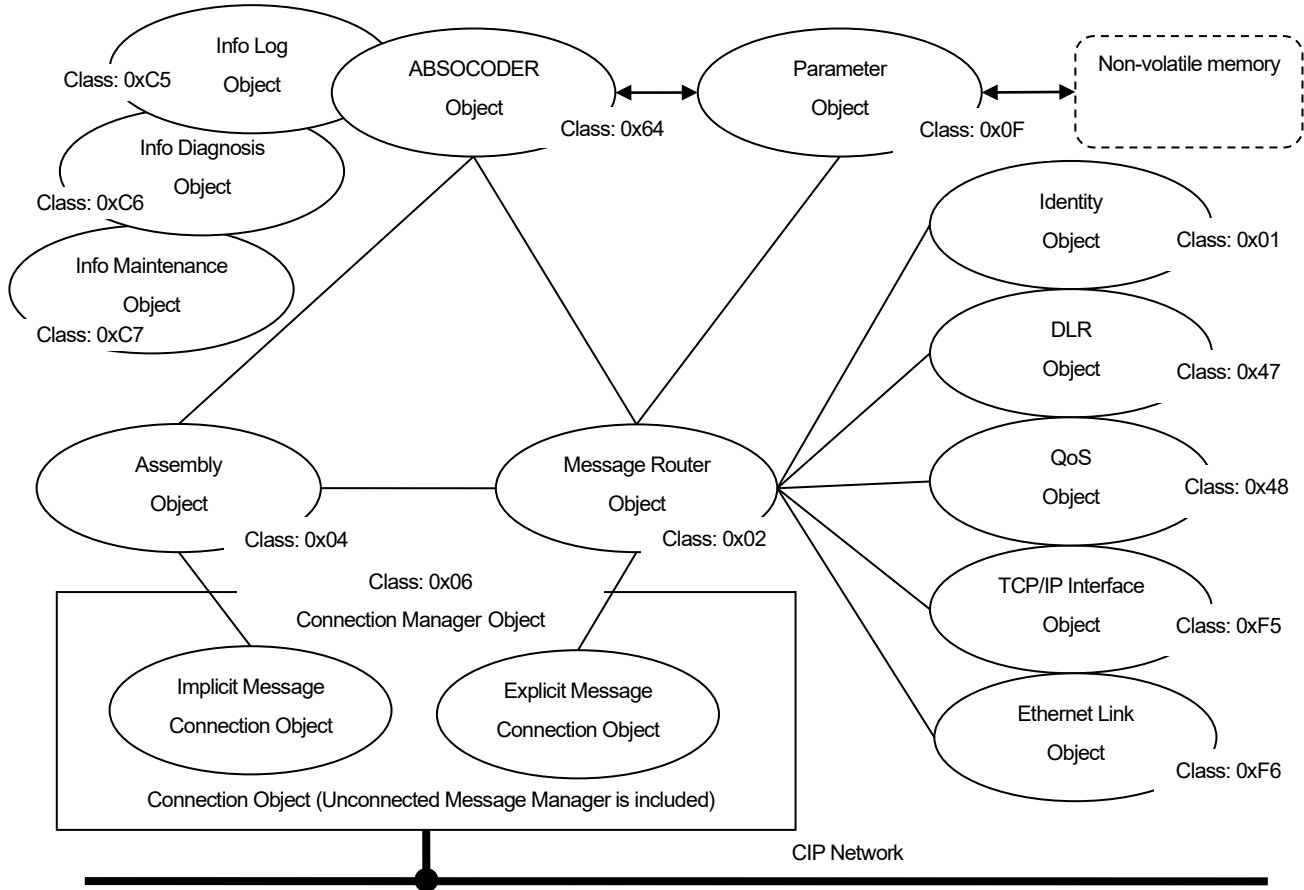 Info Log
Object
Class: 0xC5
ABSOCODER
Object
Class: 0x64
Parameter
Object
Class: 0x0F
Non-volatile memory
Info Diagnosis
Object
Class: 0xC6
Info Maintenance
Object
Class: 0xC7
Identity
Object
Class: 0x01
DLR
Object
Class: 0x47
QoS
Object
Class: 0x48
TCP/IP Interface
Object
Class: 0xF5
Ethernet Link
Object
Class: 0xF6
Assembly
Object
Class: 0x04
Message Router
Object
Class: 0x02
Class: 0x06
Connection Manager Object
Implicit Message
Connection Object
Explicit Message
Connection Object
Connection Object (Unconnected Message Manager is included)
CIP Network